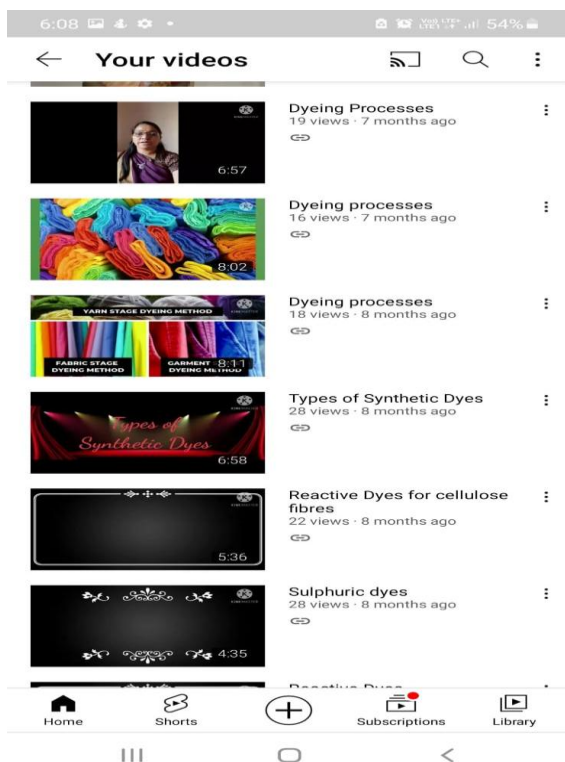 6:08
54%
Your videos
6:57
Dyeing Processes
19 views · 7 months ago
8:02
Dyeing processes
16 views · 7 months ago
YARN STAGE DYEING METHOD
FABRIC STAGE
DYEING METHOD
GARMENT
DYEING METHOD
8:11
Dyeing processes
18 views · 8 months ago
Types of
Synthetic Dyes
6:58
Types of Synthetic Dyes
28 views · 8 months ago
5:36
Reactive Dyes for cellulose
fibres
22 views · 8 months ago
4:35
Sulphuric dyes
28 views · 8 months ago
Home
Shorts
Subscriptions
Library